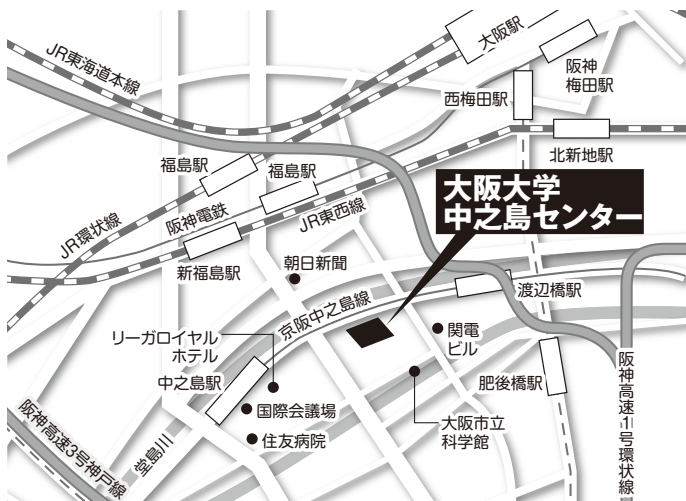 大阪駅
JR東海道本線
阪神
梅田駅
西梅田駅
北新地駅
福島駅
福島駅
大阪大学
中之島センター
阪神電鉄
JR東西線
JR環状線
新福島駅
朝日新聞
渡辺橋駅
京阪中之島線
リーガロイヤル
ホテル
関電
ビル
中之島駅
肥後橋駅
阪神高速1号環状線
国際会議場
大阪市立
科学館
住友病院
堂島川
阪神高速3号神戸線